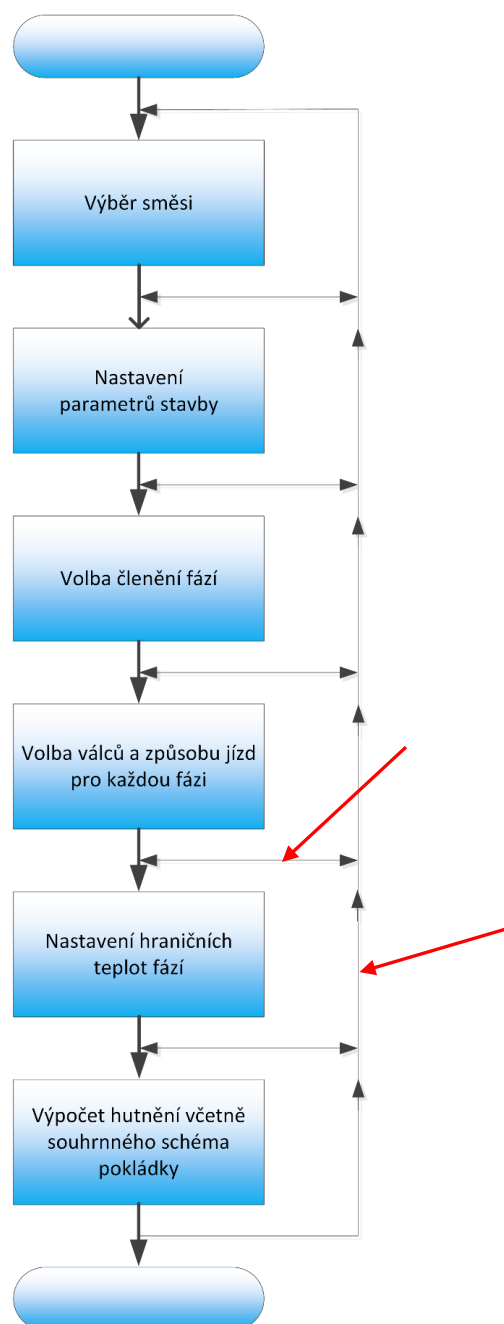 Výběr směsi
Nastavení
parametrů stavby
Volba členění fází
Volba válců a způsobu jízd
pro každou fázi
Nastavení hraničních
teplot fází
Výpočet hutnění včetně
souhrnného schéma
pokládky